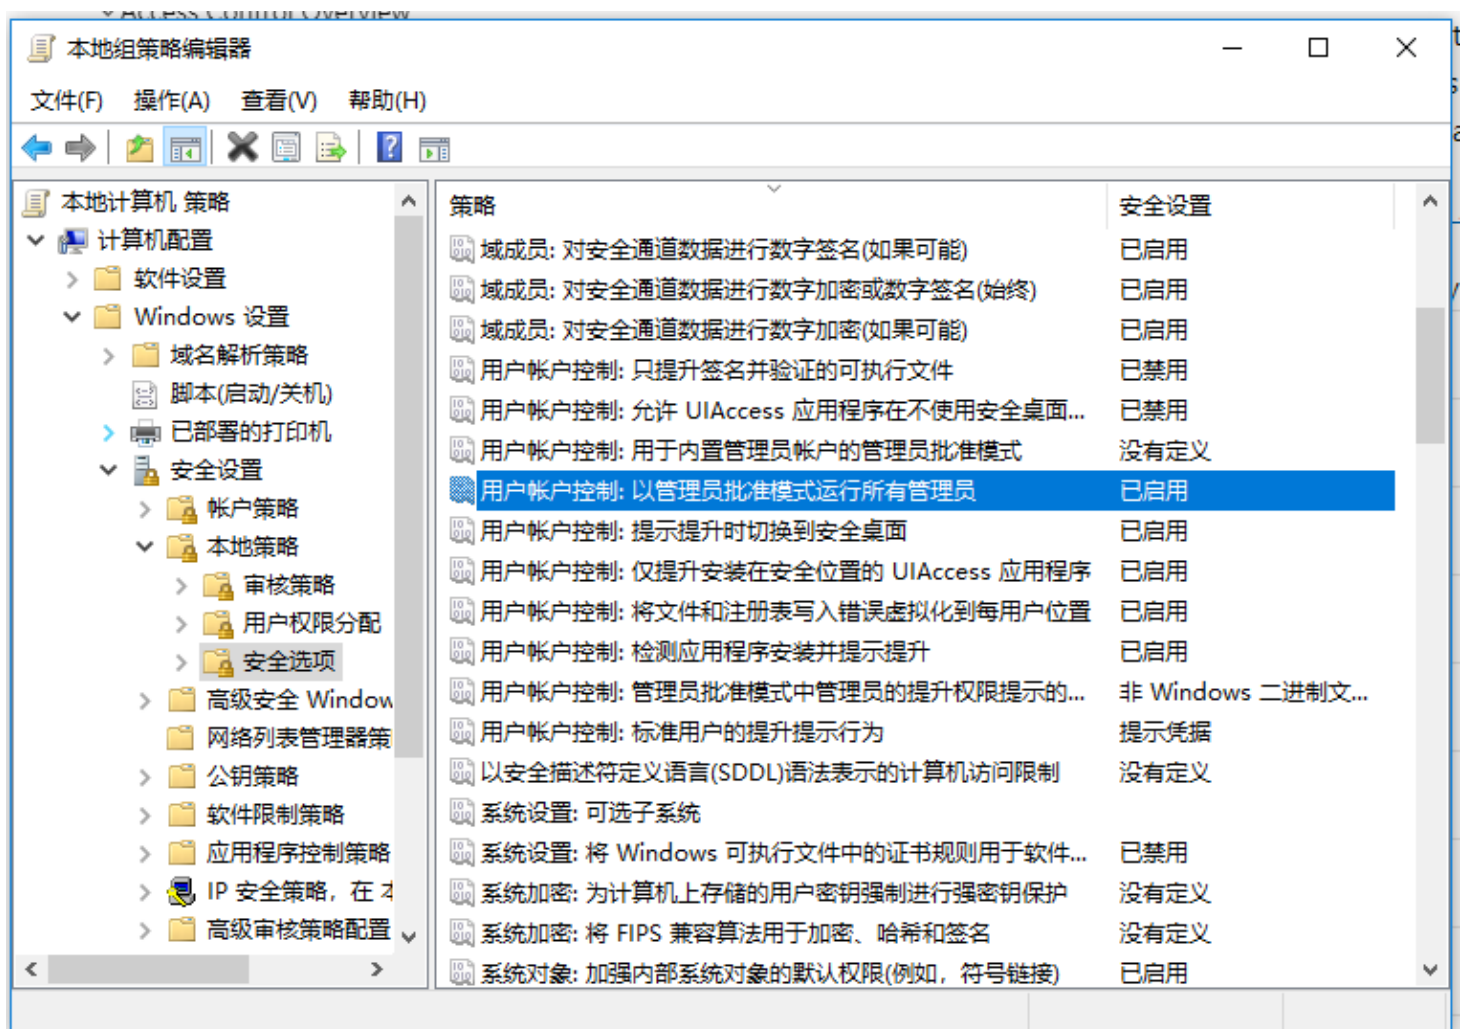 Access Control Overview
本地组策略编辑器
文件(F) 操作(A) 查看(V) 帮助(H)
本地计算机 策略
计算机配置
软件设置
Windows 设置
域名解析策略
脚本(启动/关机)
已部署的打印机
安全设置
帐户策略
本地策略
审核策略
用户权限分配
安全选项
高级安全 Window
网络列表管理器策
公钥策略
软件限制策略
应用程序控制策略
IP 安全策略，在
高级审核策略配置
策略 安全设置
域成员: 对安全通道数据进行数字签名(如果可能) 已启用
域成员: 对安全通道数据进行数字加密或数字签名(始终) 已启用
域成员: 对安全通道数据进行数字加密(如果可能) 已启用
用户帐户控制: 只提升签名并验证的可执行文件 已禁用
用户帐户控制: 允许 UIAccess 应用程序在不使用安全桌面... 已禁用
用户帐户控制: 用于内置管理员帐户的管理员批准模式 没有定义
用户帐户控制: 以管理员批准模式运行所有管理员 已启用
用户帐户控制: 提示提升时切换到安全桌面 已启用
用户帐户控制: 仅提升安装在安全位置的 UIAccess 应用程序 已启用
用户帐户控制: 将文件和注册表写入错误虚拟化到每用户位置 已启用
用户帐户控制: 检测应用程序安装并提示提升 已启用
用户帐户控制: 管理员批准模式中管理员的提升权限提示的... 非 Windows 二进制文...
用户帐户控制: 标准用户的提升提示行为 提示凭据
以安全描述符定义语言(SDDL)语法表示的计算机访问限制 没有定义
系统设置: 可选子系统
系统设置: 将 Windows 可执行文件中的证书规则用于软件... 已禁用
系统加密: 为计算机上存储的用户密钥强制进行强密钥保护 没有定义
系统加密: 将 FIPS 兼容算法用于加密、哈希和签名 没有定义
系统对象: 加强内部系统对象的默认权限(例如，符号链接) 已启用